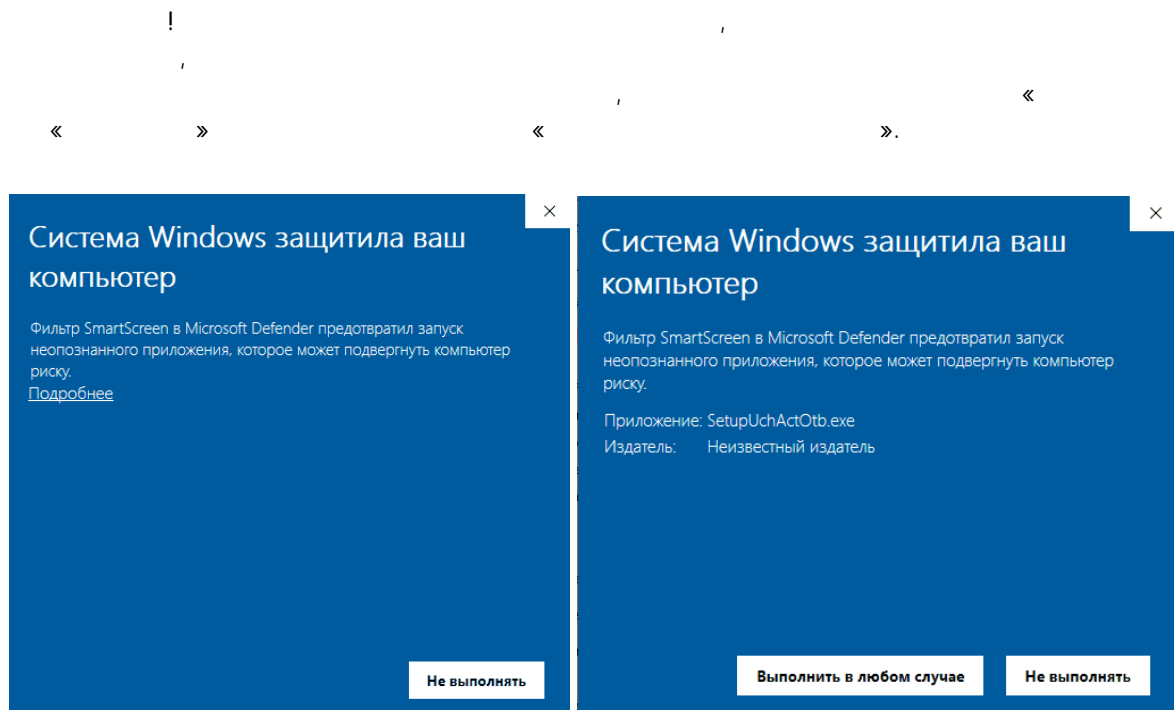 Система Windows защитила ваш
компьютер
Фильтр SmartScreen в Microsoft Defender предотвратил запуск
неопознанного приложения, которое может подвергнуть компьютер
риску.
Подробнее
Не выполнять
Система Windows защитила ваш
компьютер
Фильтр SmartScreen в Microsoft Defender предотвратил запуск
неопознанного приложения, которое может подвергнуть компьютер
риску.
Приложение: SetupUchActOtb.exe
Издатель: Неизвестный издатель
Выполнить в любом случае
Не выполнять